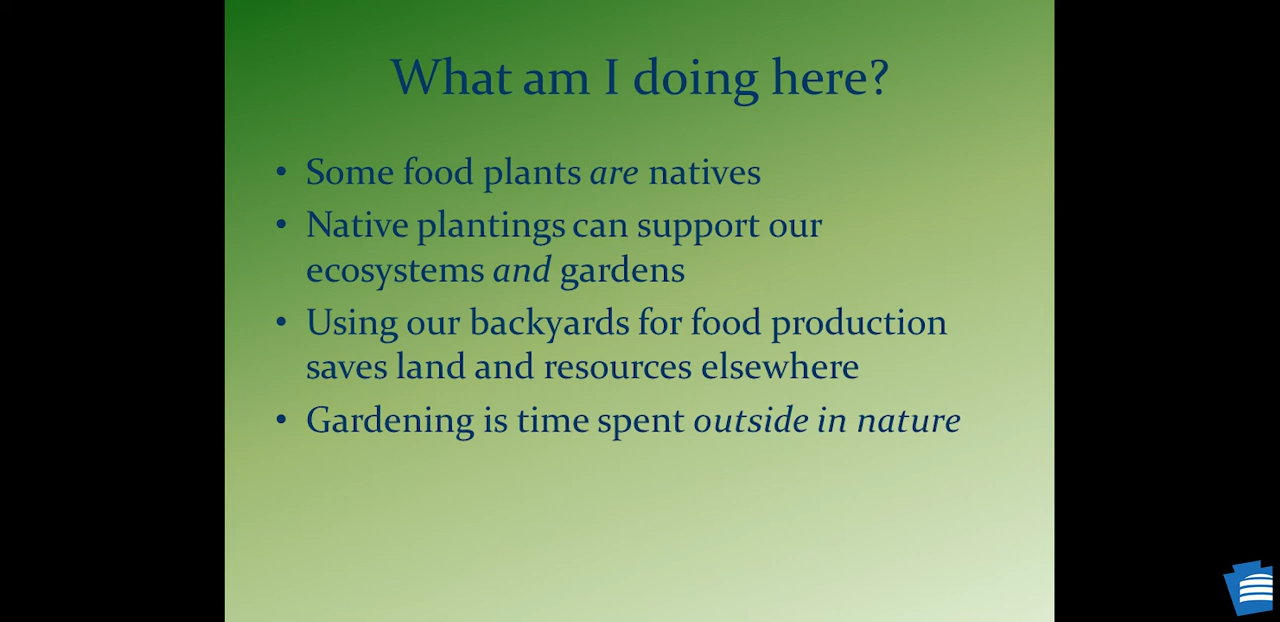 What am I doing here?
• Some food plants are natives
• Native plantings can support our
ecosystems and gardens
• Using our backyards for food production
saves land and resources elsewhere
• Gardening is time spent outside in nature